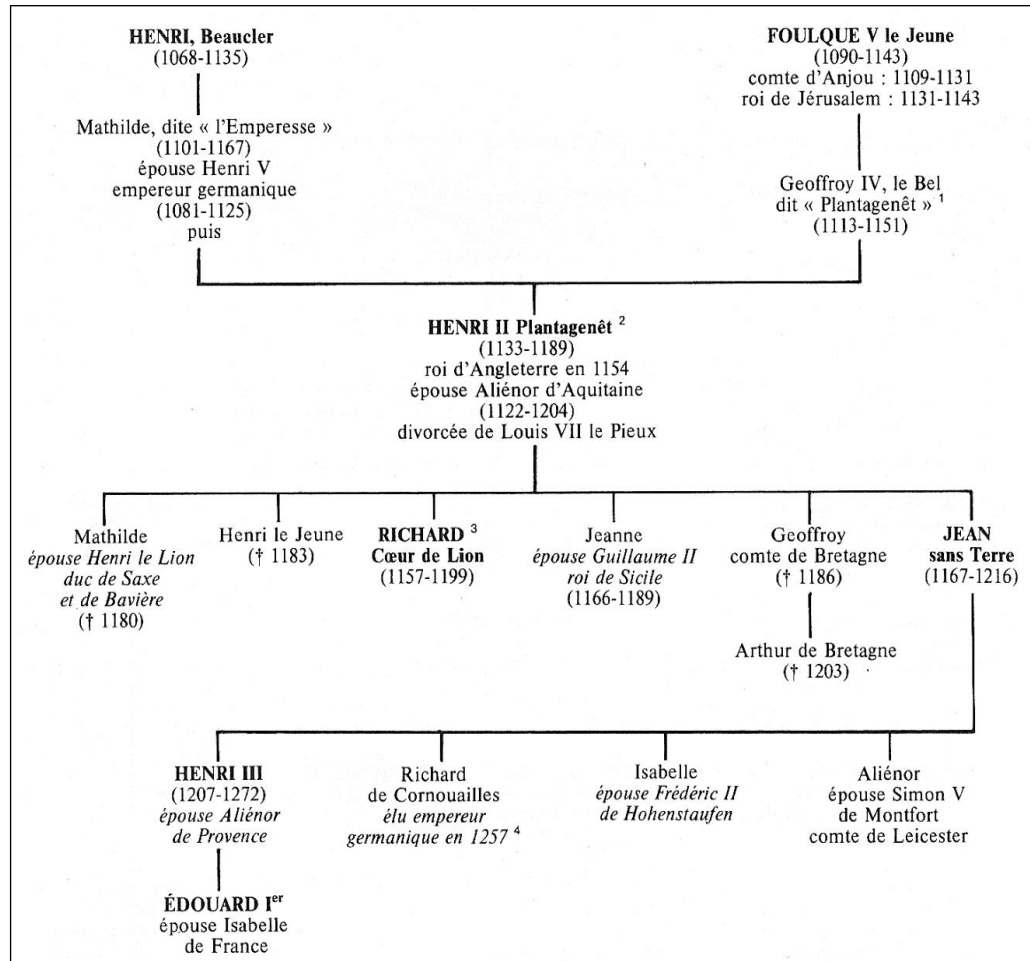 HENRI, Beaucler
(1068-1135)
FOULQUE V le Jeune
(1090-1143)
comte d'Anjou : 1109-1131
roi de Jérusalem : 1131-1143
Mathilde, dite « l'Emperesse »
(1101-1167)
épouse Henri V
empereur germanique
(1081-1125)
puis
Geoffroy IV, le Bel
dit « Plantagenêt » 1
(1113-1151)
HENRI II Plantagenêt 2
(1133-1189)
roi d'Angleterre en 1154
épouse Aliénor d'Aquitaine
(1122-1204)
divorcée de Louis VII le Pieux
Mathilde
épouse Henri le Lion
duc de Saxe
et de Bavière
(† 1180)
Henri le Jeune
(† 1183)
RICHARD 3
Cœur de Lion
(1157-1199)
Jeanne
épouse Guillaume II
roi de Sicile
(1166-1189)
Geoffroy
comte de Bretagne
(† 1186)
JEAN
sans Terre
(1167-1216)
Arthur de Bretagne
(† 1203)
HENRI III
(1207-1272)
épouse Aliénor
de Provence
Richard
de Cornouailles
élu empereur
germanique en 1257 4
Isabelle
épouse Frédéric II
de Hohenstaufen
Aliénor
épouse Simon V
de Montfort
comte de Leicester
ÉDOUARD Ier
épouse Isabelle
de France